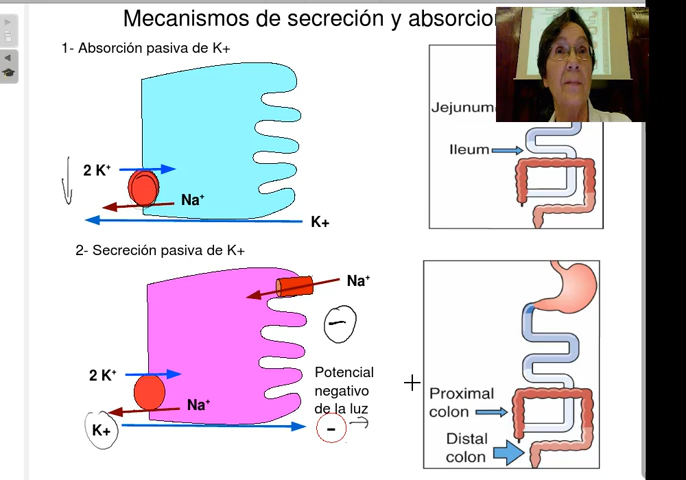 Mecanismos de secreción y absorcio
1- Absorción pasiva de K+
Jejunum
Ileum
2 K+
Na+
K+
2- Secreción pasiva de K+
Na+
−
2 K+
Potencial
negativo
de la luz
Na+
K+
-
+
Proximal
colon
Distal
colon